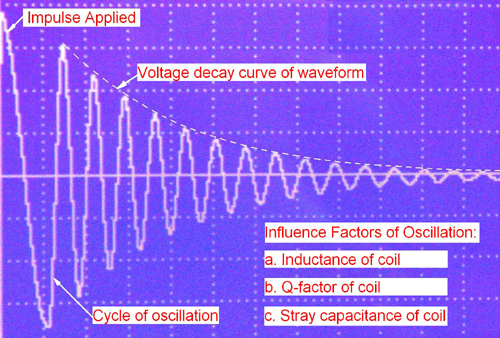 Impulse Applied
Voltage decay curve of waveform
Influence Factors of Oscillation:
a. Inductance of coil
b. Q-factor of coil
Cycle of oscillation
c. Stray capacitance of coil